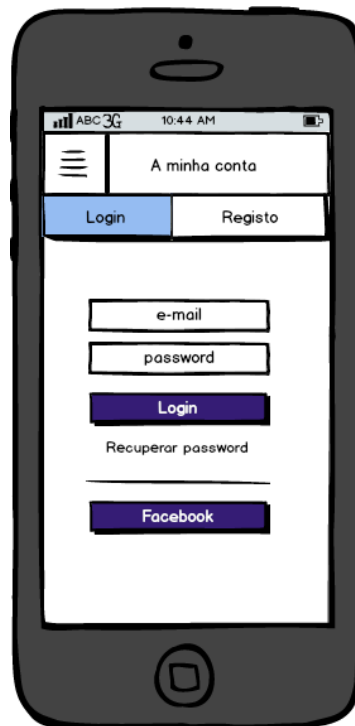 ABC 3G 10:44 AM
A minha conta
Login Registo
e-mail
password
Login
Recuperar password
Facebook